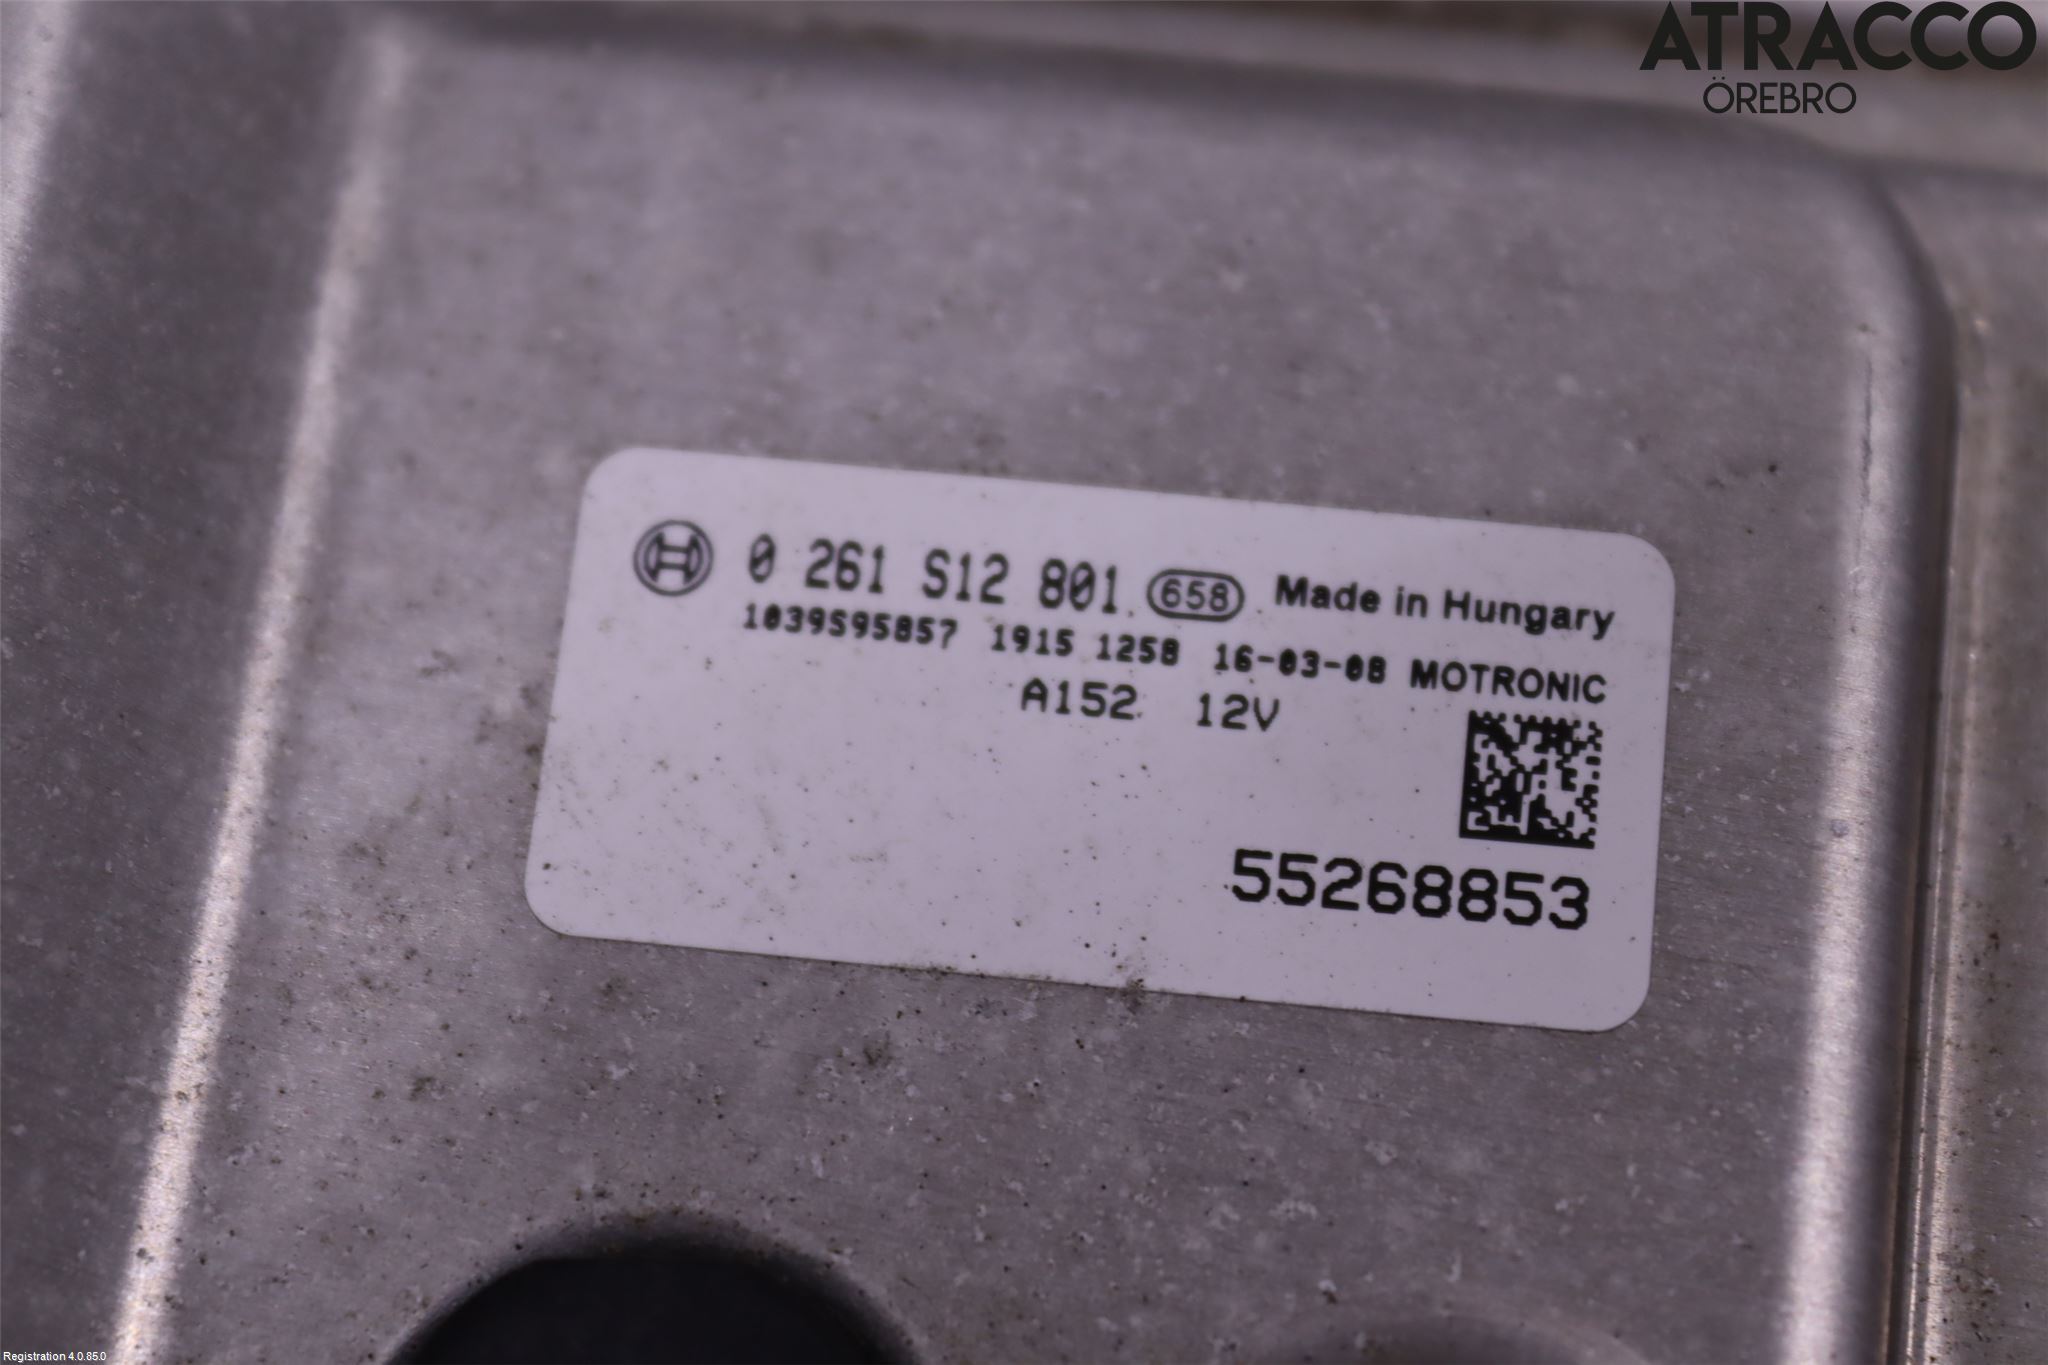 ATRACCO
ÖREBRO
0 261 S12 801 658 Made in Hungary
1039S95857 1915 1258 16-03-08 MOTRONIC
A152 12V
55268853
Registration 4.0.85.0